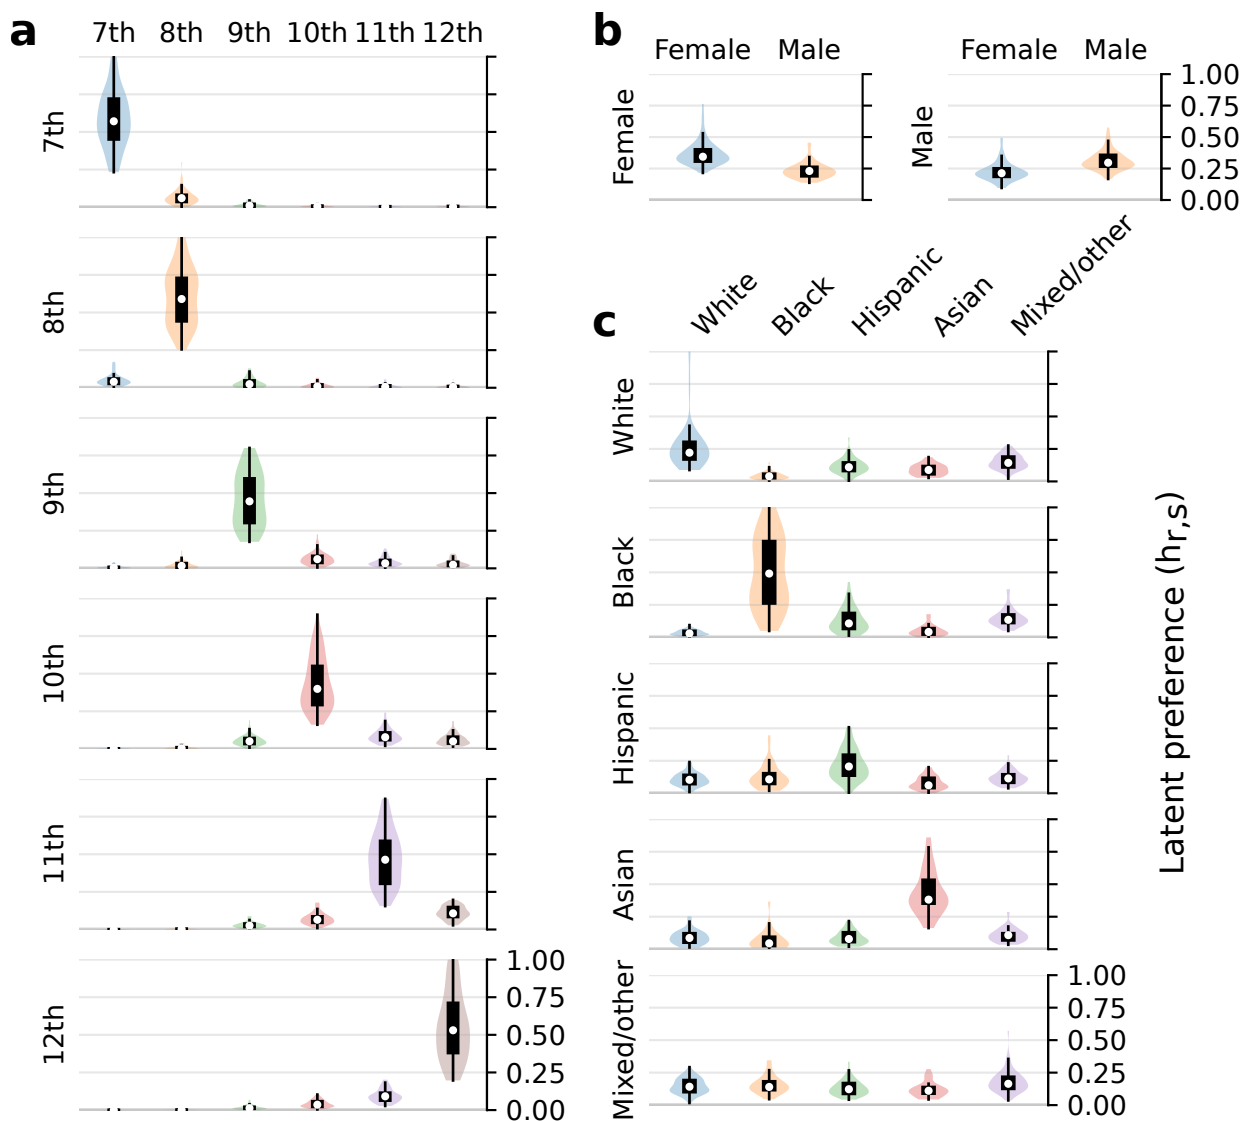 a
7th 8th 9th 10th 11th 12th
7th
8th
9th
10th
11th
12th
1.00
0.75
0.50
0.25
0.00
b
Female Male
Female
Female Male
Male
1.00
0.75
0.50
0.25
0.00
c
White Black Hispanic Asian Mixed/other
White
Black
Hispanic
Asian
Mixed/other
1.00
0.75
0.50
0.25
0.00
Latent preference (hr,s)